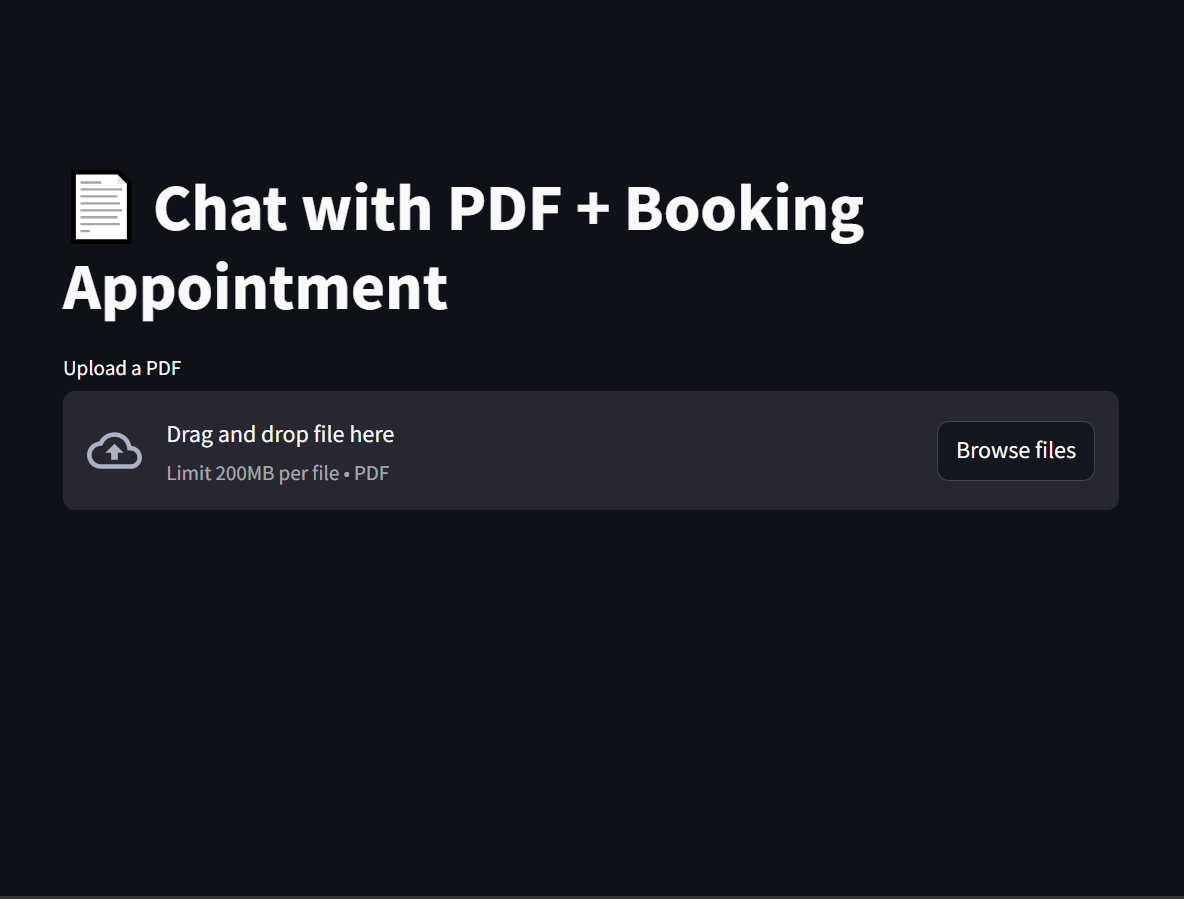 Chat with PDF + Booking
Appointment
Upload a PDF
Drag and drop file here
Limit 200MB per file • PDF
Browse files